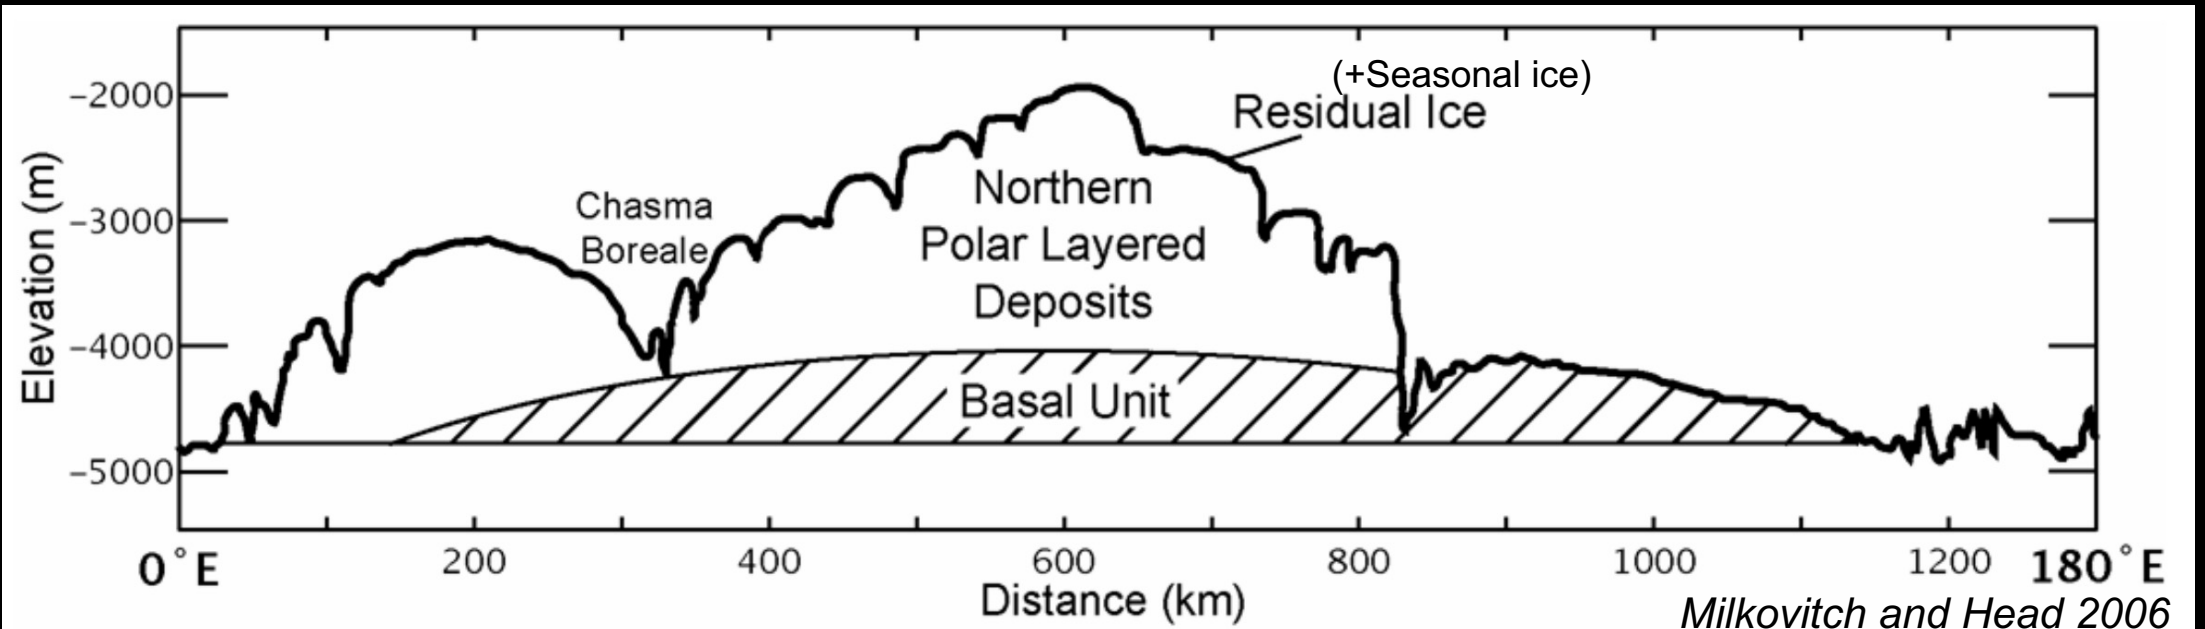 (+Seasonal ice)
Residual Ice
-2000
-3000
-4000
-5000
Elevation (m)
Chasma
Boreale
Northern
Polar Layered
Deposits
Basal Unit
0°E 200 400 600 800 1000 1200 180°E
Distance (km)
Milkovitch and Head 2006